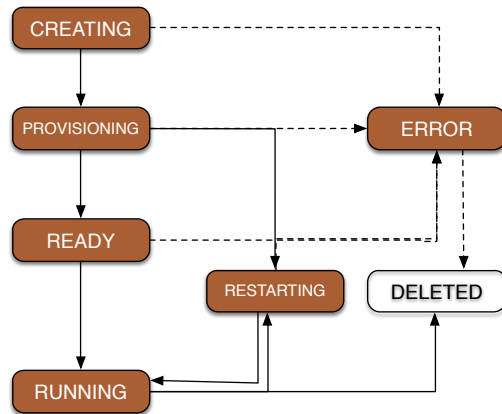 CREATING
PROVISIONING
ERROR
READY
RESTARTING
DELETED
RUNNING